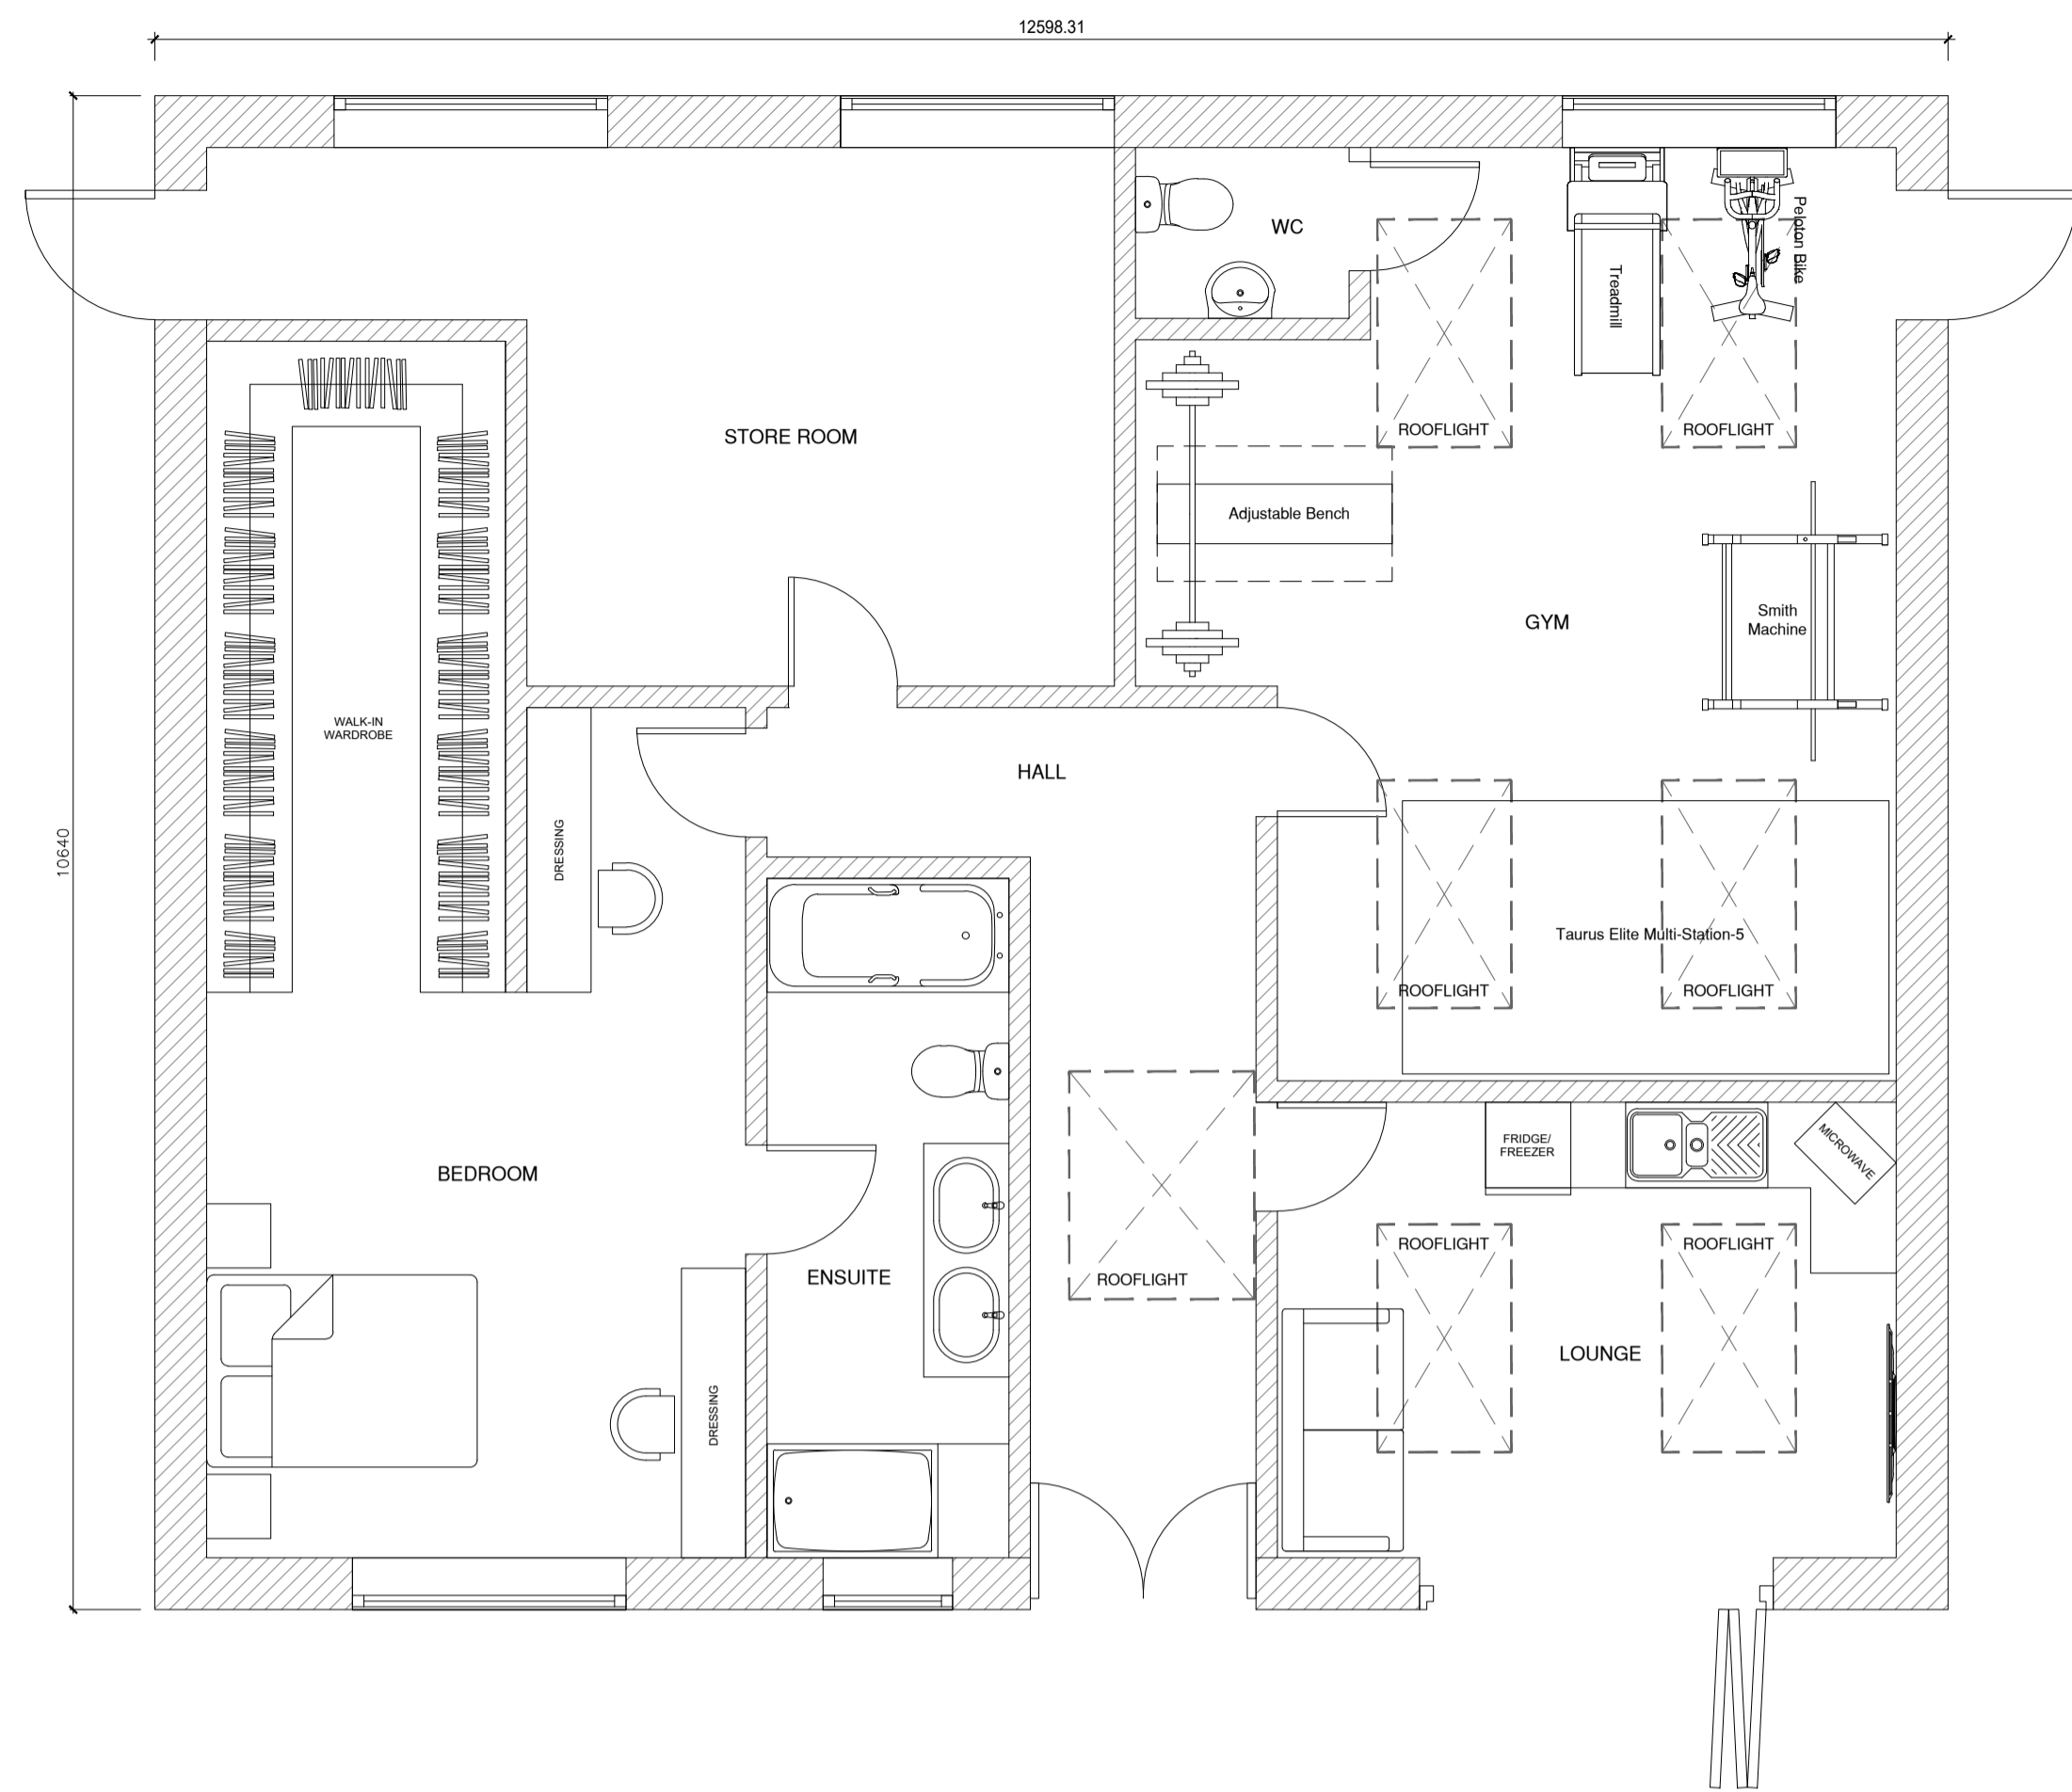 12598.31
10640
WC
Treadmill
Peloton Bike
ROOFLIGHT
ROOFLIGHT
STORE ROOM
Adjustable Bench
GYM
Smith
Machine
WALK-IN
WARDROBE
HALL
DRESSING
Taurus Elite Multi-Station-5
ROOFLIGHT
ROOFLIGHT
FRIDGE/
FREEZER
MICROWAVE
BEDROOM
ENSUITE
ROOFLIGHT
ROOFLIGHT
ROOFLIGHT
LOUNGE
DRESSING